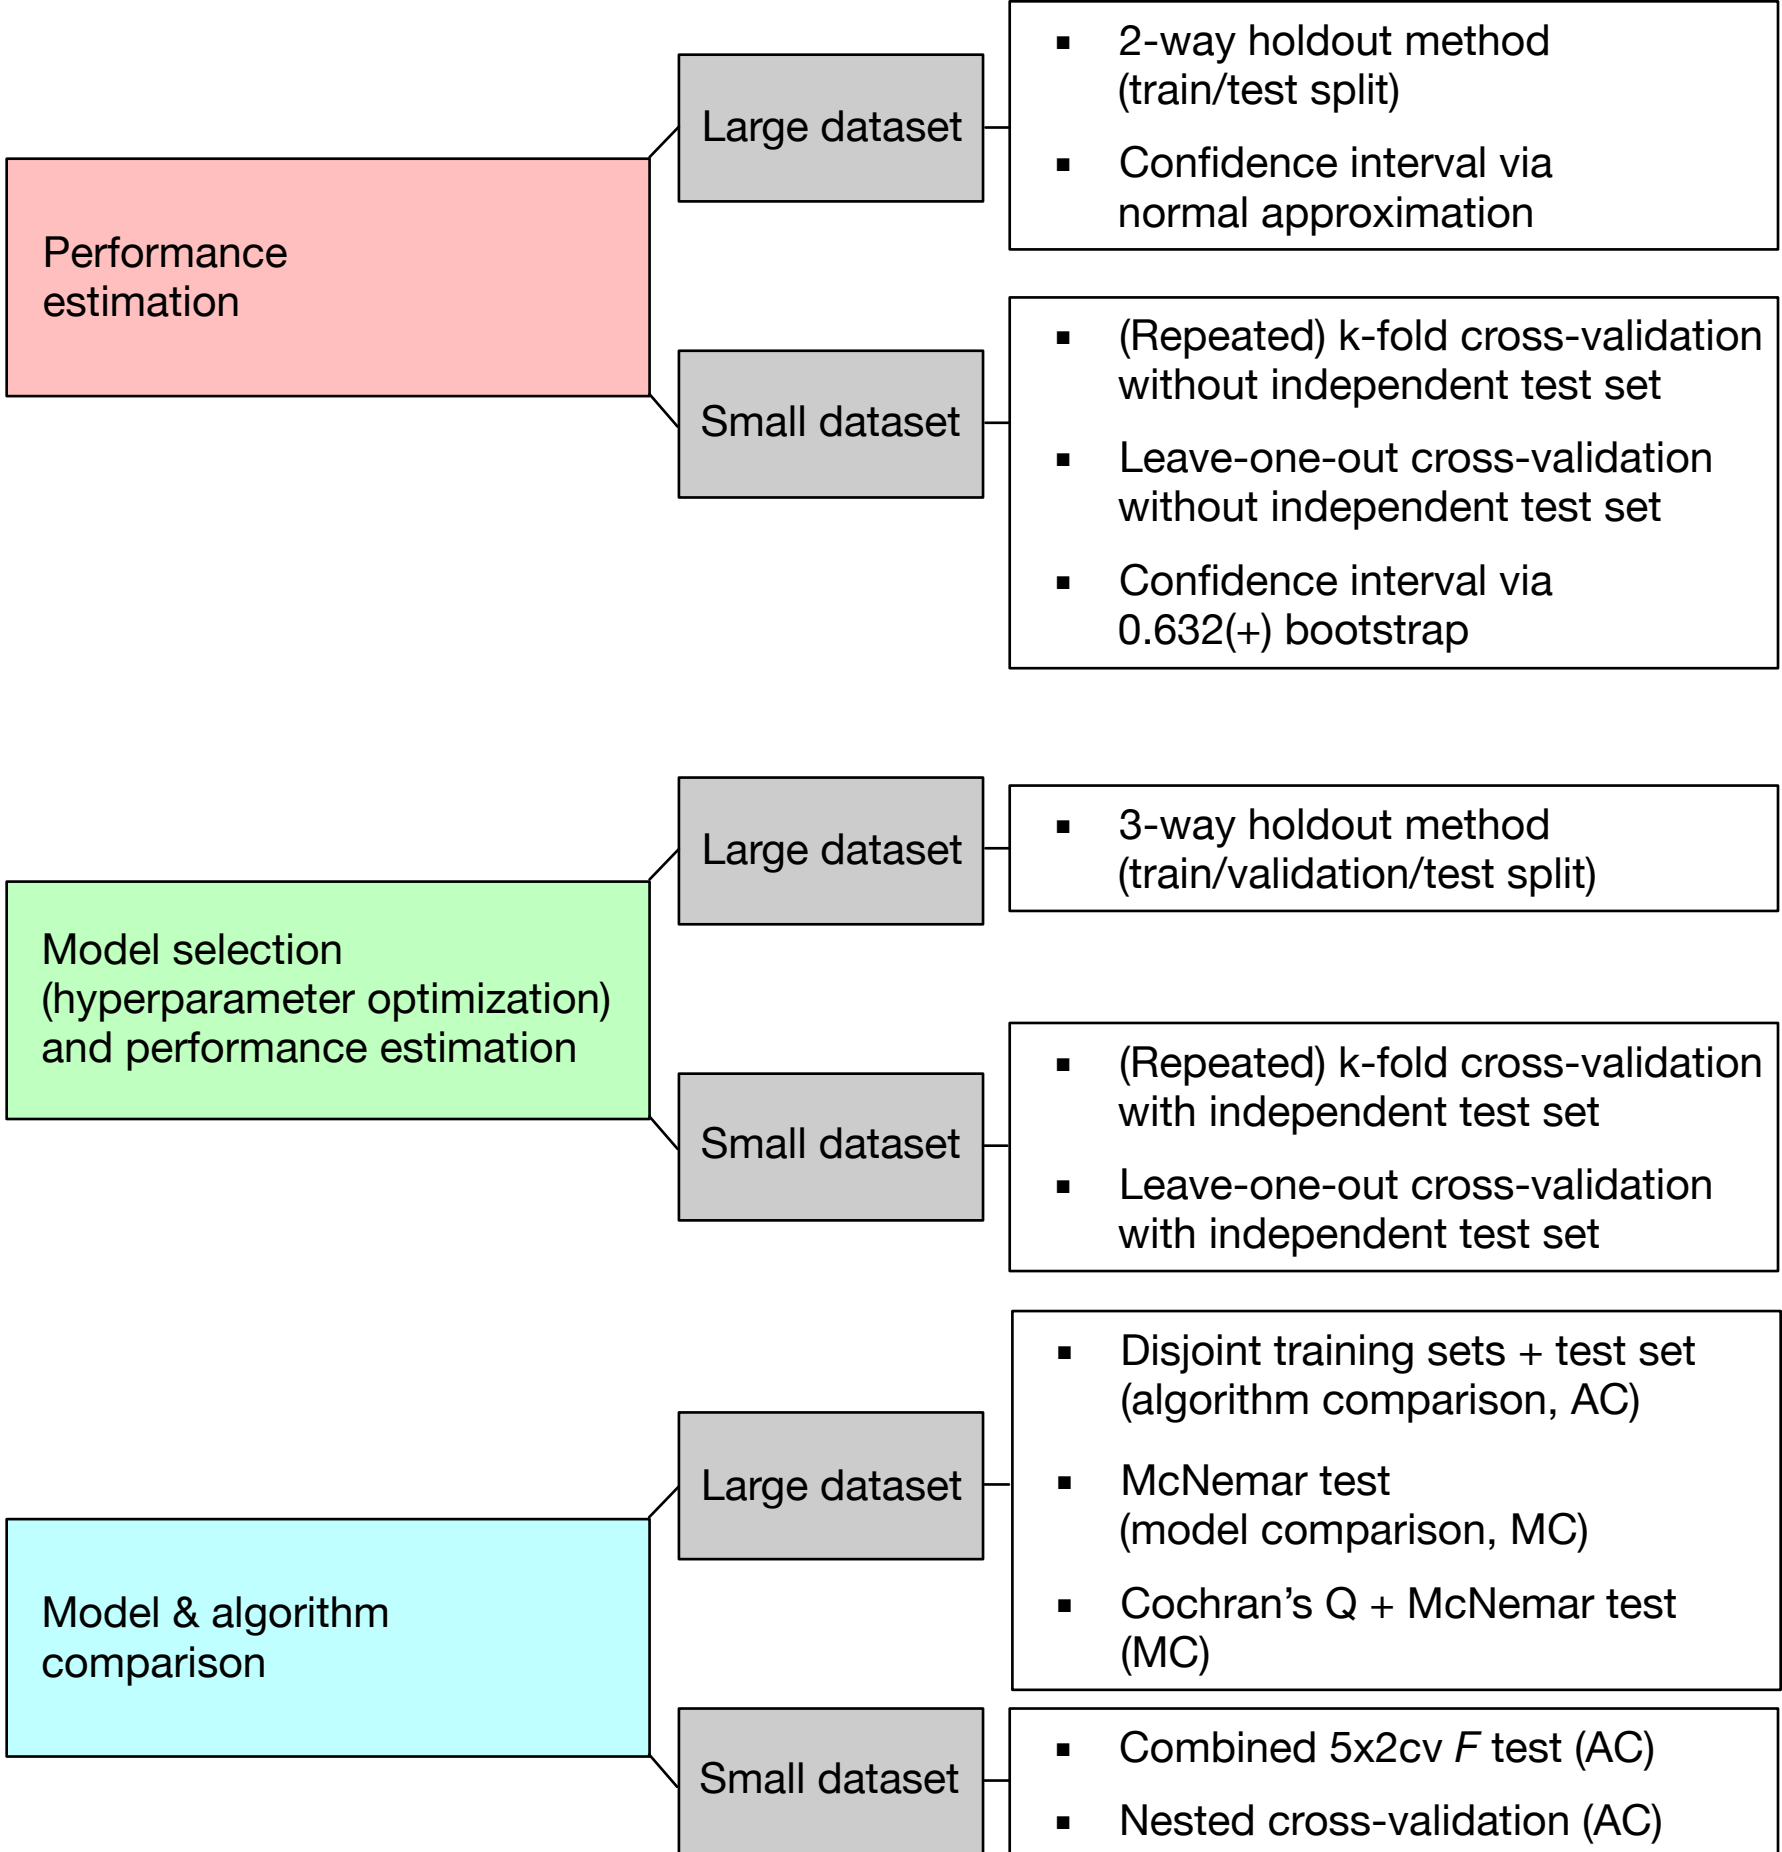 Performance
estimation
Large dataset
▪ 2-way holdout method
(train/test split)
▪ Confidence interval via
normal approximation
Small dataset
▪ (Repeated) k-fold cross-validation
without independent test set
▪ Leave-one-out cross-validation
without independent test set
▪ Confidence interval via
0.632(+) bootstrap
Model selection
(hyperparameter optimization)
and performance estimation
Large dataset
▪ 3-way holdout method
(train/validation/test split)
Small dataset
▪ (Repeated) k-fold cross-validation
with independent test set
▪ Leave-one-out cross-validation
with independent test set
Model & algorithm
comparison
Large dataset
▪ Disjoint training sets + test set
(algorithm comparison, AC)
▪ McNemar test
(model comparison, MC)
▪ Cochran’s Q + McNemar test
(MC)
Small dataset
▪ Combined 5x2cv F test (AC)
▪ Nested cross-validation (AC)